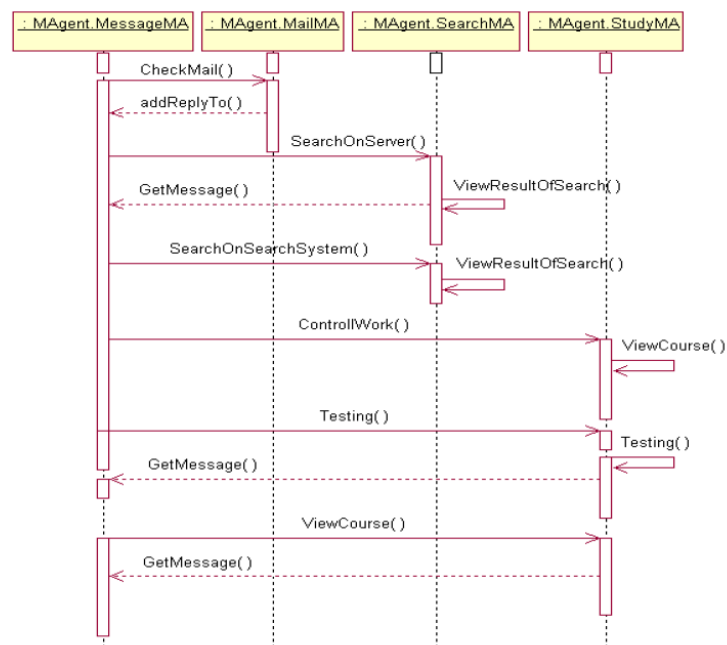 : MAgent.MessageMA
: MAgent.MailMA
: MAgent.SearchMA
: MAgent.StudyMA
CheckMail( )
addReplyTo( )
SearchOnServer( )
ViewResultOfSearch( )
GetMessage( )
SearchOnSearchSystem( )
ViewResultOfSearch( )
ControllWork( )
ViewCourse( )
Testing( )
Testing( )
GetMessage( )
ViewCourse( )
GetMessage( )